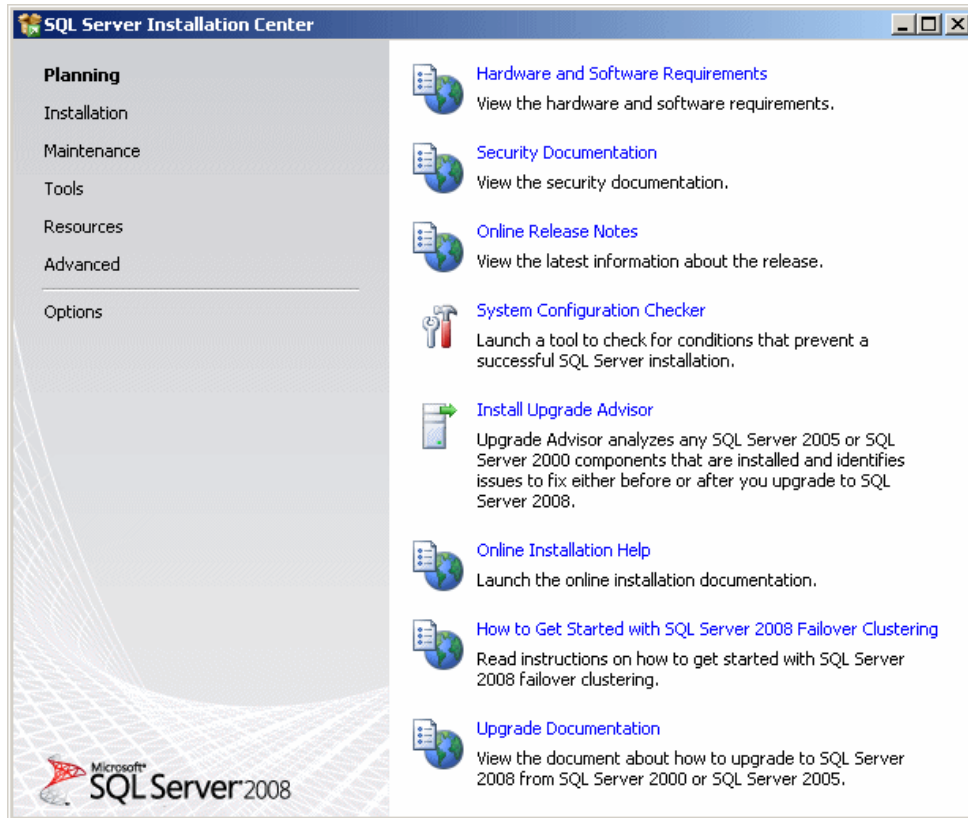 SQL Server Installation Center
Planning
Installation
Maintenance
Tools
Resources
Advanced
Options
Hardware and Software Requirements
View the hardware and software requirements.
Security Documentation
View the security documentation.
Online Release Notes
View the latest information about the release.
System Configuration Checker
Launch a tool to check for conditions that prevent a
successful SQL Server installation.
Install Upgrade Advisor
Upgrade Advisor analyzes any SQL Server 2005 or SQL
Server 2000 components that are installed and identifies
issues to fix either before or after you upgrade to SQL
Server 2008.
Online Installation Help
Launch the online installation documentation.
How to Get Started with SQL Server 2008 Failover Clustering
Read instructions on how to get started with SQL Server
2008 failover clustering.
Upgrade Documentation
View the document about how to upgrade to SQL Server
2008 from SQL Server 2000 or SQL Server 2005.
Microsoft®
SQL Server 2008